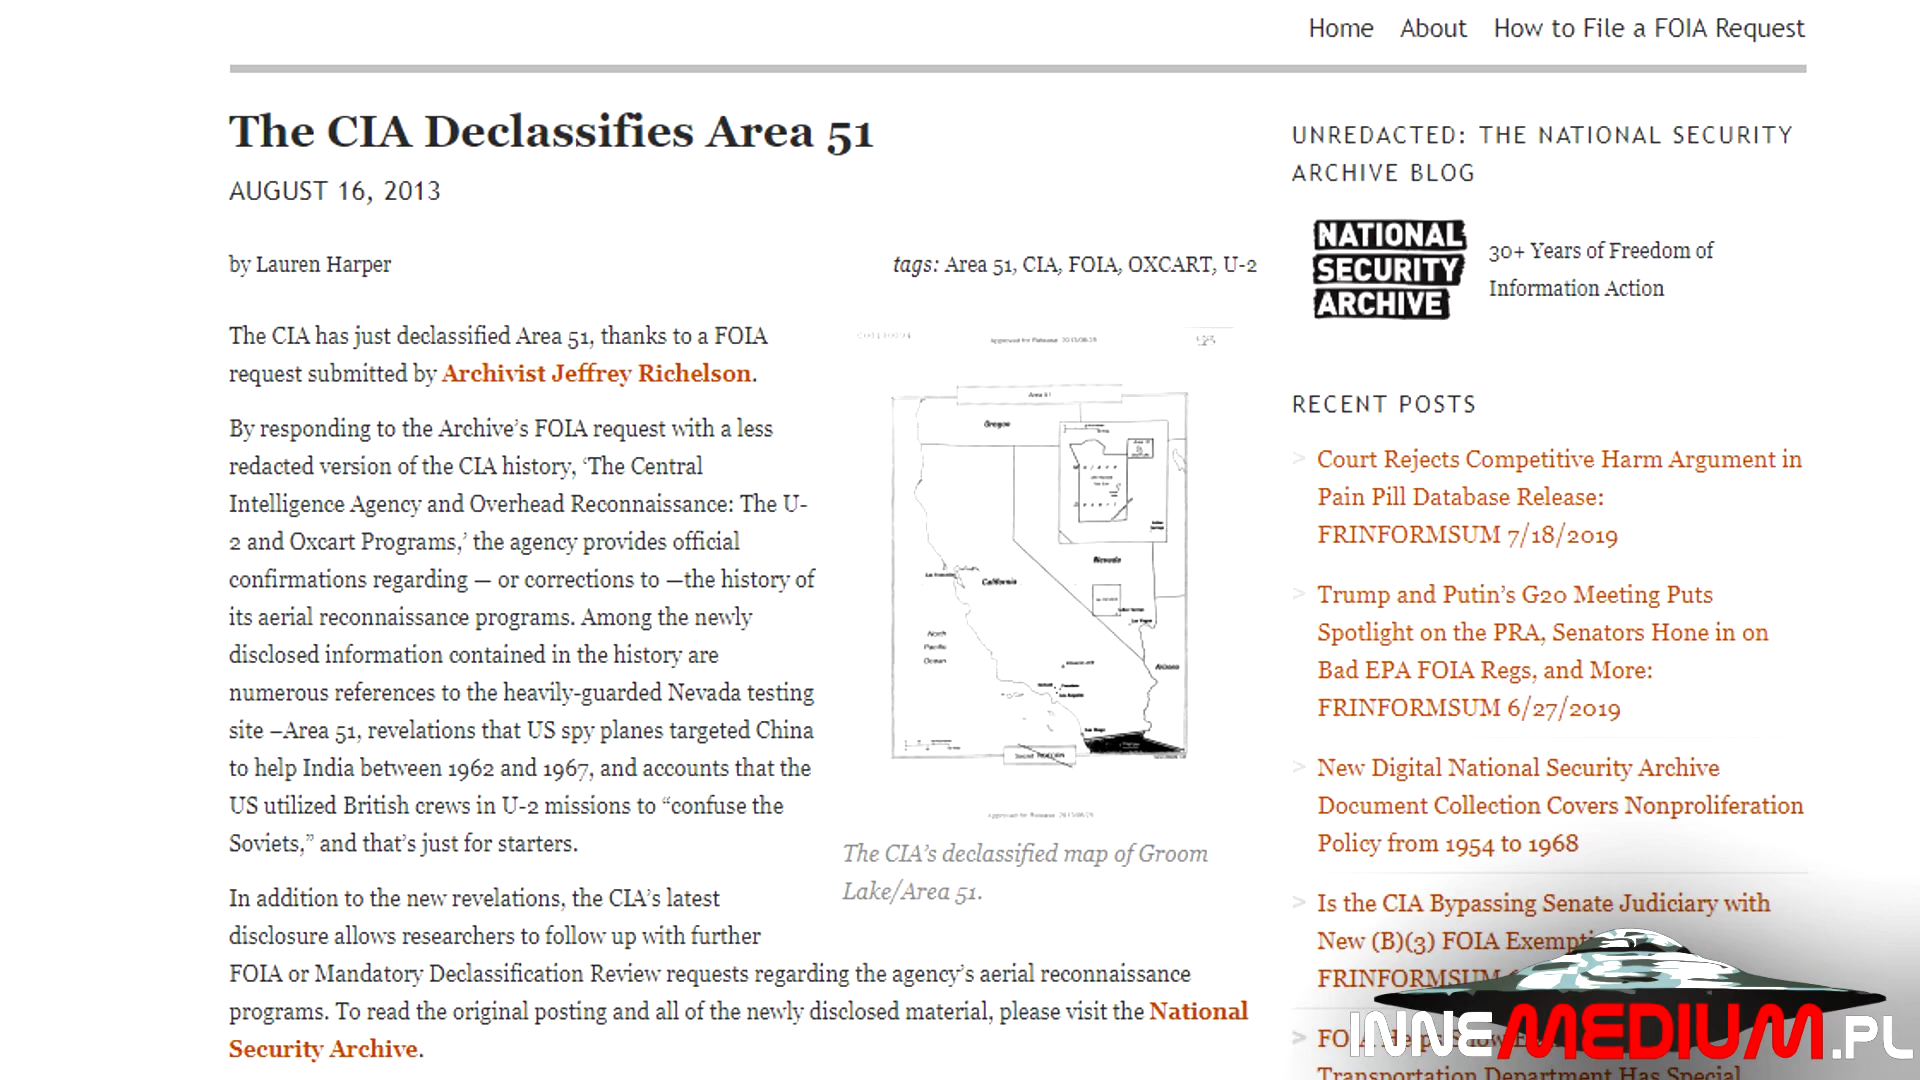 Home About How to File a FOIA Request
The CIA Declassifies Area 51
AUGUST 16, 2013
by Lauren Harper
tags: Area 51, CIA, FOIA, OXCART, U-2
The CIA has just declassified Area 51, thanks to a FOIA
request submitted by Archivist Jeffrey Richelson.
By responding to the Archive's FOIA request with a less
redacted version of the CIA history, 'The Central
Intelligence Agency and Overhead Reconnaissance: The U-
2 and Oxcart Programs,' the agency provides official
confirmations regarding — or corrections to —the history of
its aerial reconnaissance programs. Among the newly
disclosed information contained in the history are
numerous references to the heavily-guarded Nevada testing
site –Area 51, revelations that US spy planes targeted China
to help India between 1962 and 1967, and accounts that the
US utilized British crews in U-2 missions to “confuse the
Soviets,” and that's just for starters.
In addition to the new revelations, the CIA's latest
disclosure allows researchers to follow up with further
FOIA or Mandatory Declassification Review requests regarding the agency's aerial reconnaissance
programs. To read the original posting and all of the newly disclosed material, please visit the National
Security Archive.
Area 51
Oregon
Nevada
California
North
Pacific
Ocean
Arizona
The CIA's declassified map of Groom
Lake/Area 51.
UNREDACTED: THE NATIONAL SECURITY
ARCHIVE BLOG
NATIONAL
SECURITY
ARCHIVE
30+ Years of Freedom of
Information Action
RECENT POSTS
> Court Rejects Competitive Harm Argument in
Pain Pill Database Release:
FRINFORMSUM 7/18/2019
> Trump and Putin's G20 Meeting Puts
Spotlight on the PRA, Senators Hone in on
Bad EPA FOIA Regs, and More:
FRINFORMSUM 6/27/2019
> New Digital National Security Archive
Document Collection Covers Nonproliferation
Policy from 1954 to 1968
> Is the CIA Bypassing Senate Judiciary with
New (B)(3) FOIA
FRINFORMSUM
>
Transportation Department Has Special
INNEMEDIUM.PL